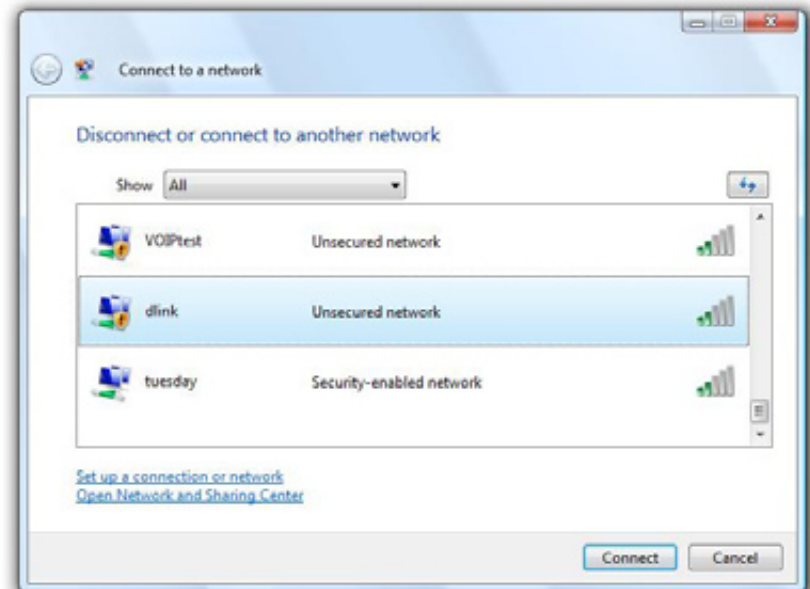 Connect to a network
Disconnect or connect to another network
Show All
VOIPtest Unsecured network
dlink Unsecured network
tuesday Security-enabled network
Set up a connection or network
Open Network and Sharing Center
Connect Cancel